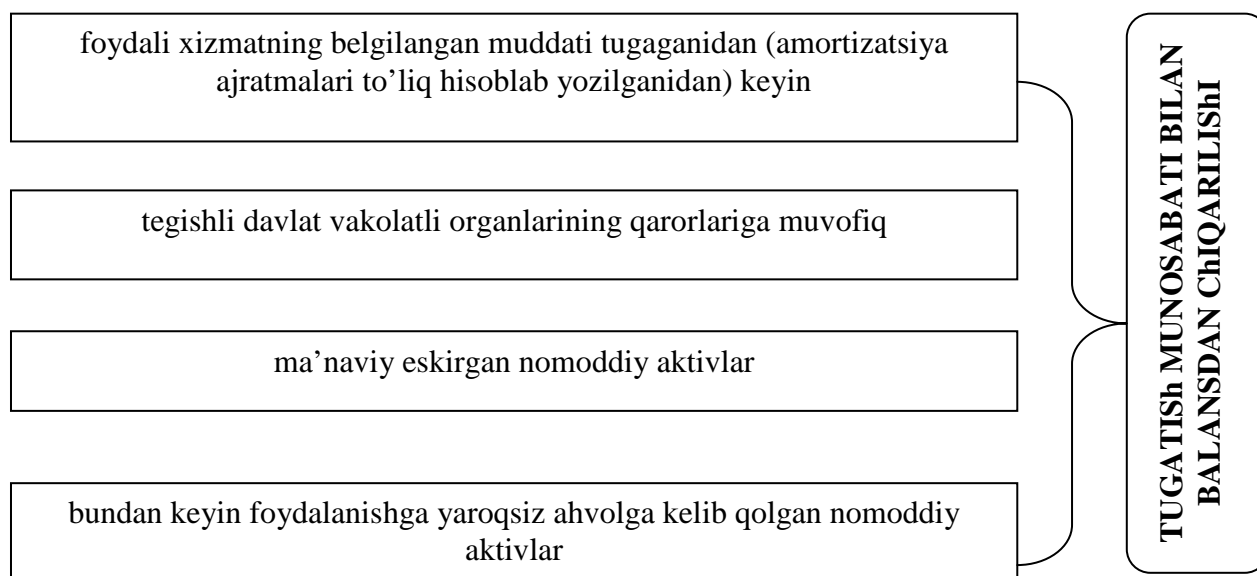 foydali xizmatning belgilangan muddati tugaganidan (amortizatsiya
ajratmalari to’liq hisoblab yozilganidan) keyin
tegishli davlat vakolatli organlarining qarorlariga muvofiq
ma’naviy eskirgan nomoddiy aktivlar
bundan keyin foydalanishga yaroqsiz ahvolga kelib qolgan nomoddiy
aktivlar
TUGATISh MUNOSABATI BILAN
BALANSDAN ChIQARILIShI